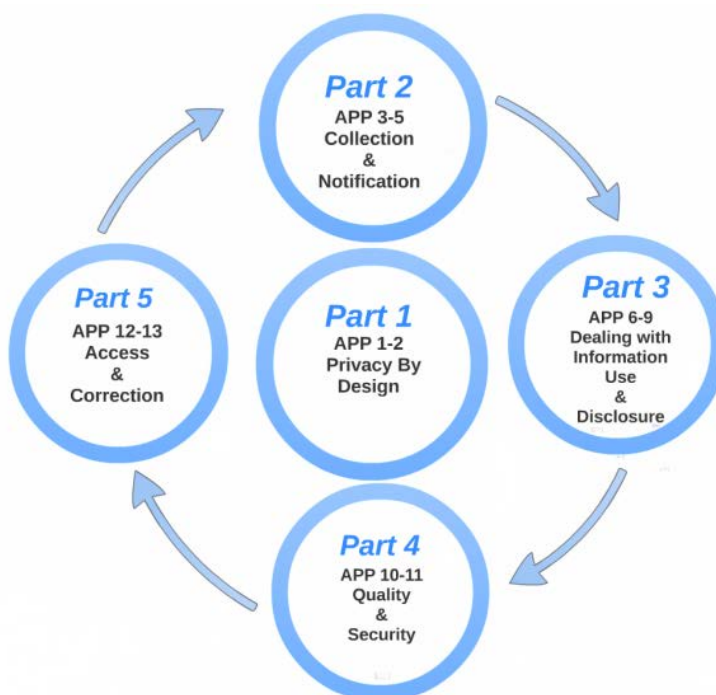 Part 2
APP 3-5
Collection
&
Notification
Part 5
APP 12-13
Access
&
Correction
Part 1
APP 1-2
Privacy By
Design
Part 3
APP 6-9
Dealing with
Information
Use
&
Disclosure
Part 4
APP 10-11
Quality
&
Security